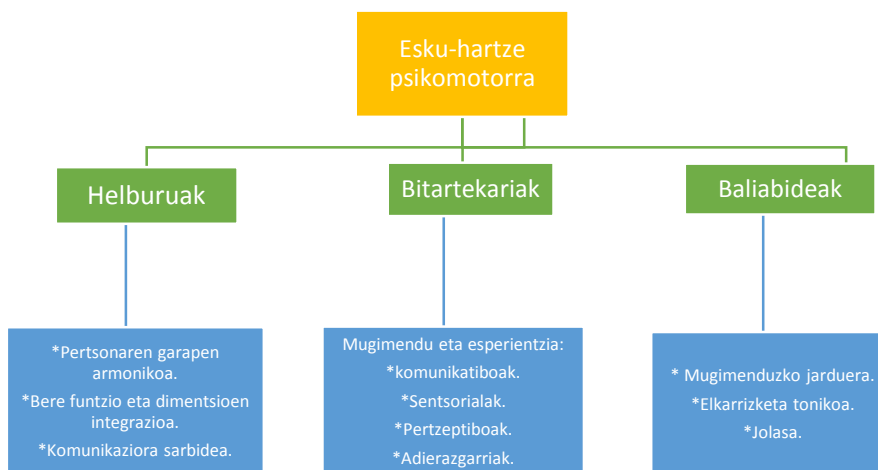 Esku-hartze
psikomotorra
Helburuak
Bitartekariak
Baliabideak
*Pertsonaren garapen
armonikoa.
*Bere funtzio eta dimentsioen
integrazioa.
*Komunikaziora sarbidea.
Mugimendu eta esperientzia:
*komunikatiboak.
*Sentsorialak.
*Pertzeptiboak.
*Adierazgarriak.
* Mugimenduzko jarduera.
*Elkarrizketa tonikoa.
*Jolasa.